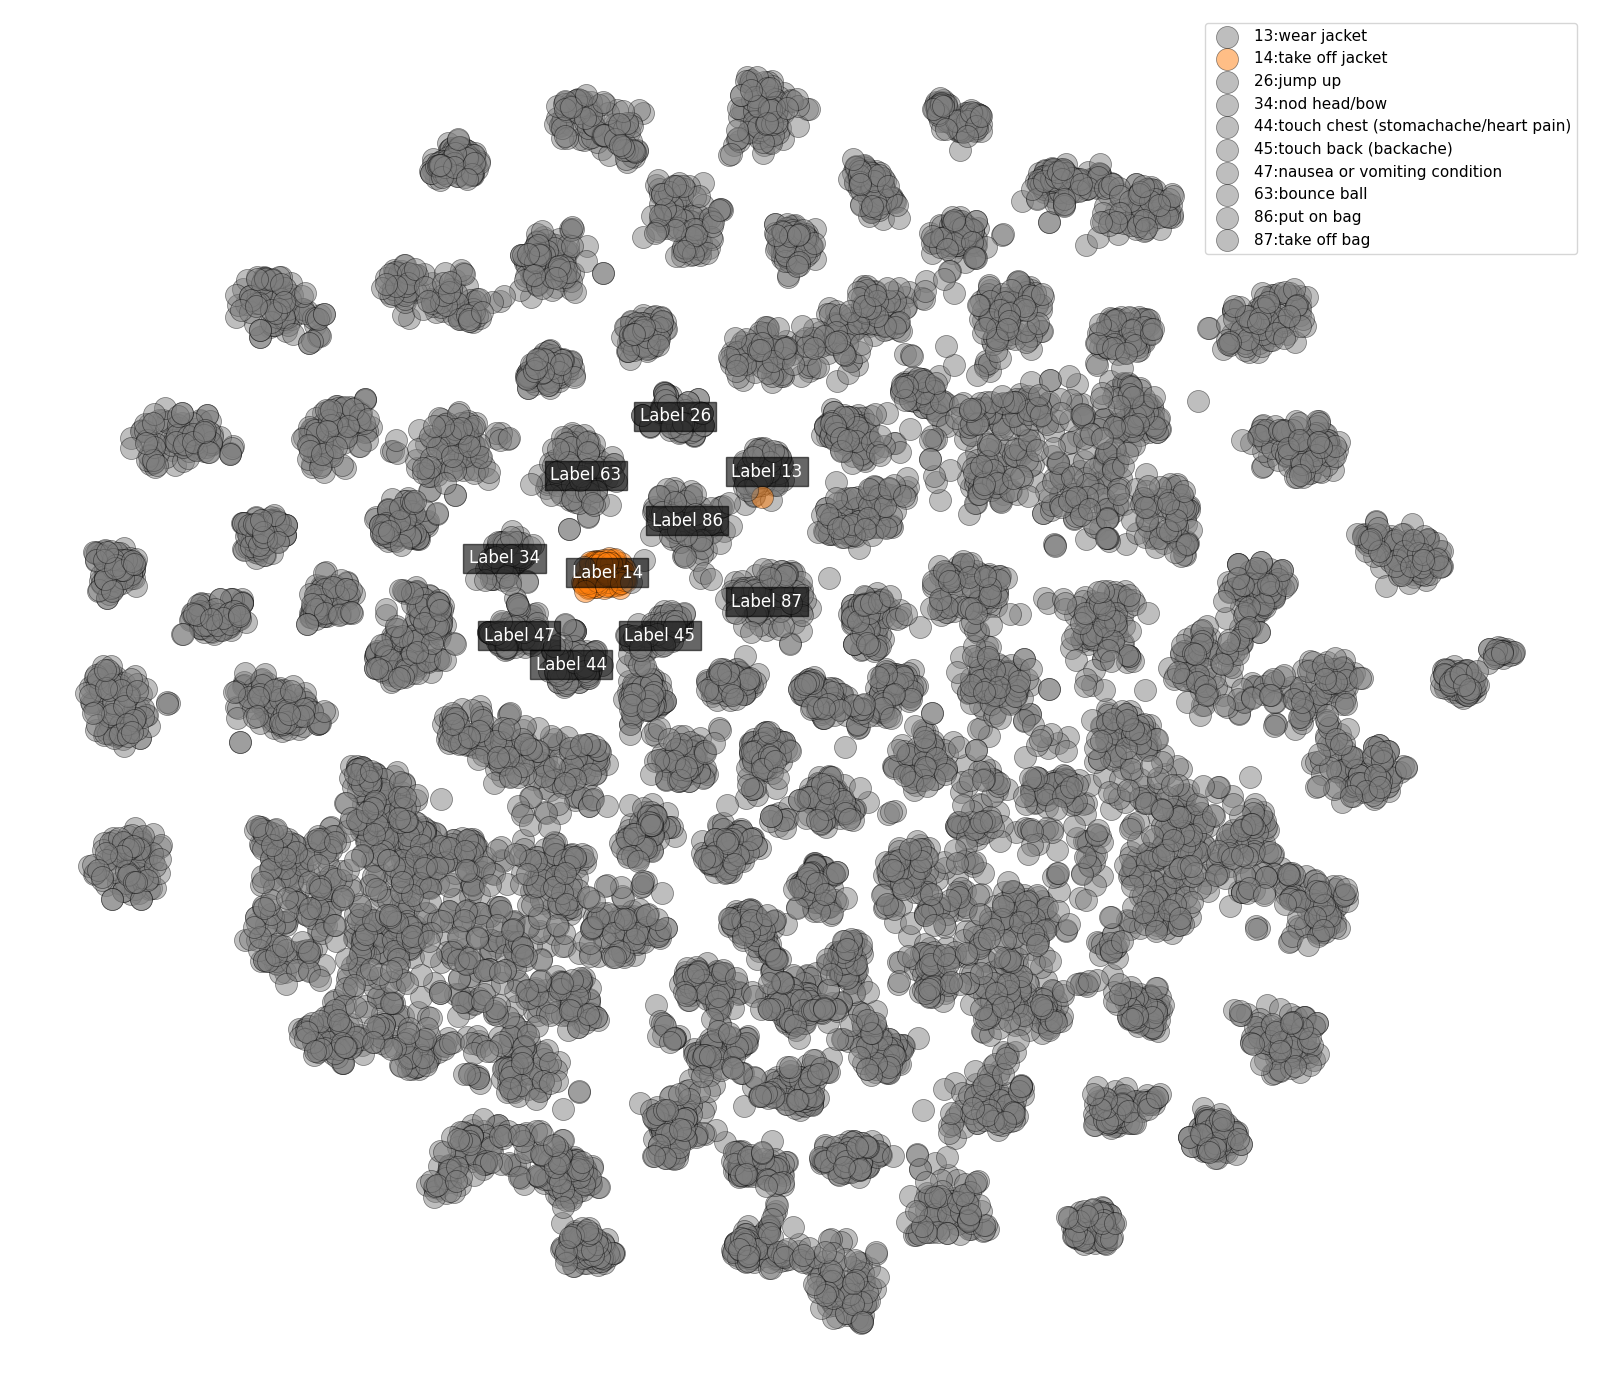 13:wear jacket
14:take off jacket
26:jump up
34:nod head/bow
44:touch chest (stomachache/heart pain)
45:touch back (backache)
47:nausea or vomiting condition
63:bounce ball
86:put on bag
87:take off bag
Label 26
Label 13
Label 63
Label 86
Label 34
Label 14
Label 87
Label 47
Label 45
Label 44